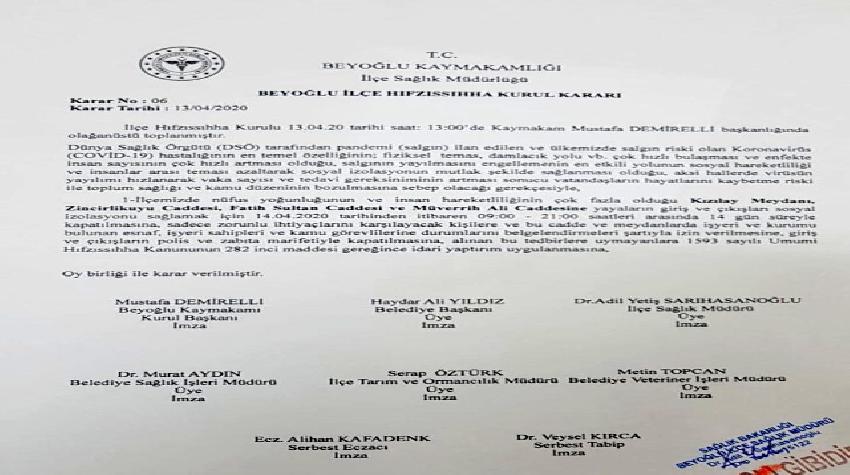 T.C.
BEYOĞLU KAYMAKAMLIĞI
İlçe Sağlık Müdürlüğü
BEYOĞLU İLÇE HIFZISSIHHA KURUL KARARI
Karar No : 06
Karar Tarihi : 13/04/2020
İlçe Hıfzıssıhha Kurulu 13.04.20 tarihi saat: 13:00'de Kaymakam Mustafa DEMİRELLİ başkanlığında
olağanüstü toplanmıştır.
Dünya Sağlık Örgütü (DSÖ) tarafından pandemi (salgın) ilan edilen ve ülkemizde salgın riski olan Koronavirüs
(COVID-19) hastalığının en temel özelliğinin; fiziksel temas, damlacık yolu vb. çok hızlı bulaşması ve enfekte
insan sayısının çok hızlı artması olduğu, salgının yayılmasını engellemenin en etkili yolunun sosyal hareketliliği
ve insanlar arası teması azaltarak sosyal izolasyonun mutlak şekilde sağlanması olduğu, aksi hallerde virüsün
yayılımı hızlanarak vaka sayısı ve tedavi gereksiniminin artması sonucu vatandaşların hayatlarını kaybetme riski
ile toplum sağlığı ve kamu düzeninin bozulmasına sebep olacağı gerekçesiyle,
1-İlçemizde nüfus yoğunluğunun ve insan hareketliliğinin çok fazla olduğu Kızılay Meydanı,
Zincirlikuyu Caddesi, Fatih Sultan Caddesi ve Müverrih Ali Caddesine yayaların giriş ve çıkışları sosyal
izolasyonu sağlamak için 14.04.2020 tarihinden itibaren 09:00 - 21:00 saatleri arasında 14 gün süreyle
kapatılmasına, sadece zorunlu ihtiyaçlarını karşılayacak kişilere ve bu cadde ve meydanlarda işyeri ve kurumu
bulunan esnaf, işyeri sahipleri ve kamu görevlilerine durumlarını belgelendirmeleri şartıyla izin verilmesine, giriş
ve çıkışların polis ve zabıta marifetiyle kapatılmasına, alınan bu tedbirlere uymayanlara 1593 sayılı Umumi
Hıfzıssıhha Kanununun 282 inci maddesi gereğince idari yaptırım uygulanmasına,
Oy birliği ile karar verilmiştir.
Mustafa DEMİRELLİ Haydar Ali YILDIZ Dr.Adil Yetiş SARIHASANOĞLU
Beyoğlu Kaymakamı Belediye Başkanı İlçe Sağlık Müdürü
Kurul Başkanı Üye Üye
İmza İmza İmza
Dr. Murat AYDIN Serap ÖZTÜRK Metin TOPCAN
Belediye Sağlık İşleri Müdürü İlçe Tarım ve Ormancılık Müdürü Belediye Veteriner İşleri Müdürü
Üye Üye Üye
İmza İmza İmza
Ecz. Alihan KAFADENK Dr. Veysel KIRCA
Serbest Eczacı Serbest Tabip
İmza İmza
SAĞLIK BAKANLIĞI
BEYOĞLU İLÇE SAĞLIK MÜDÜRÜ